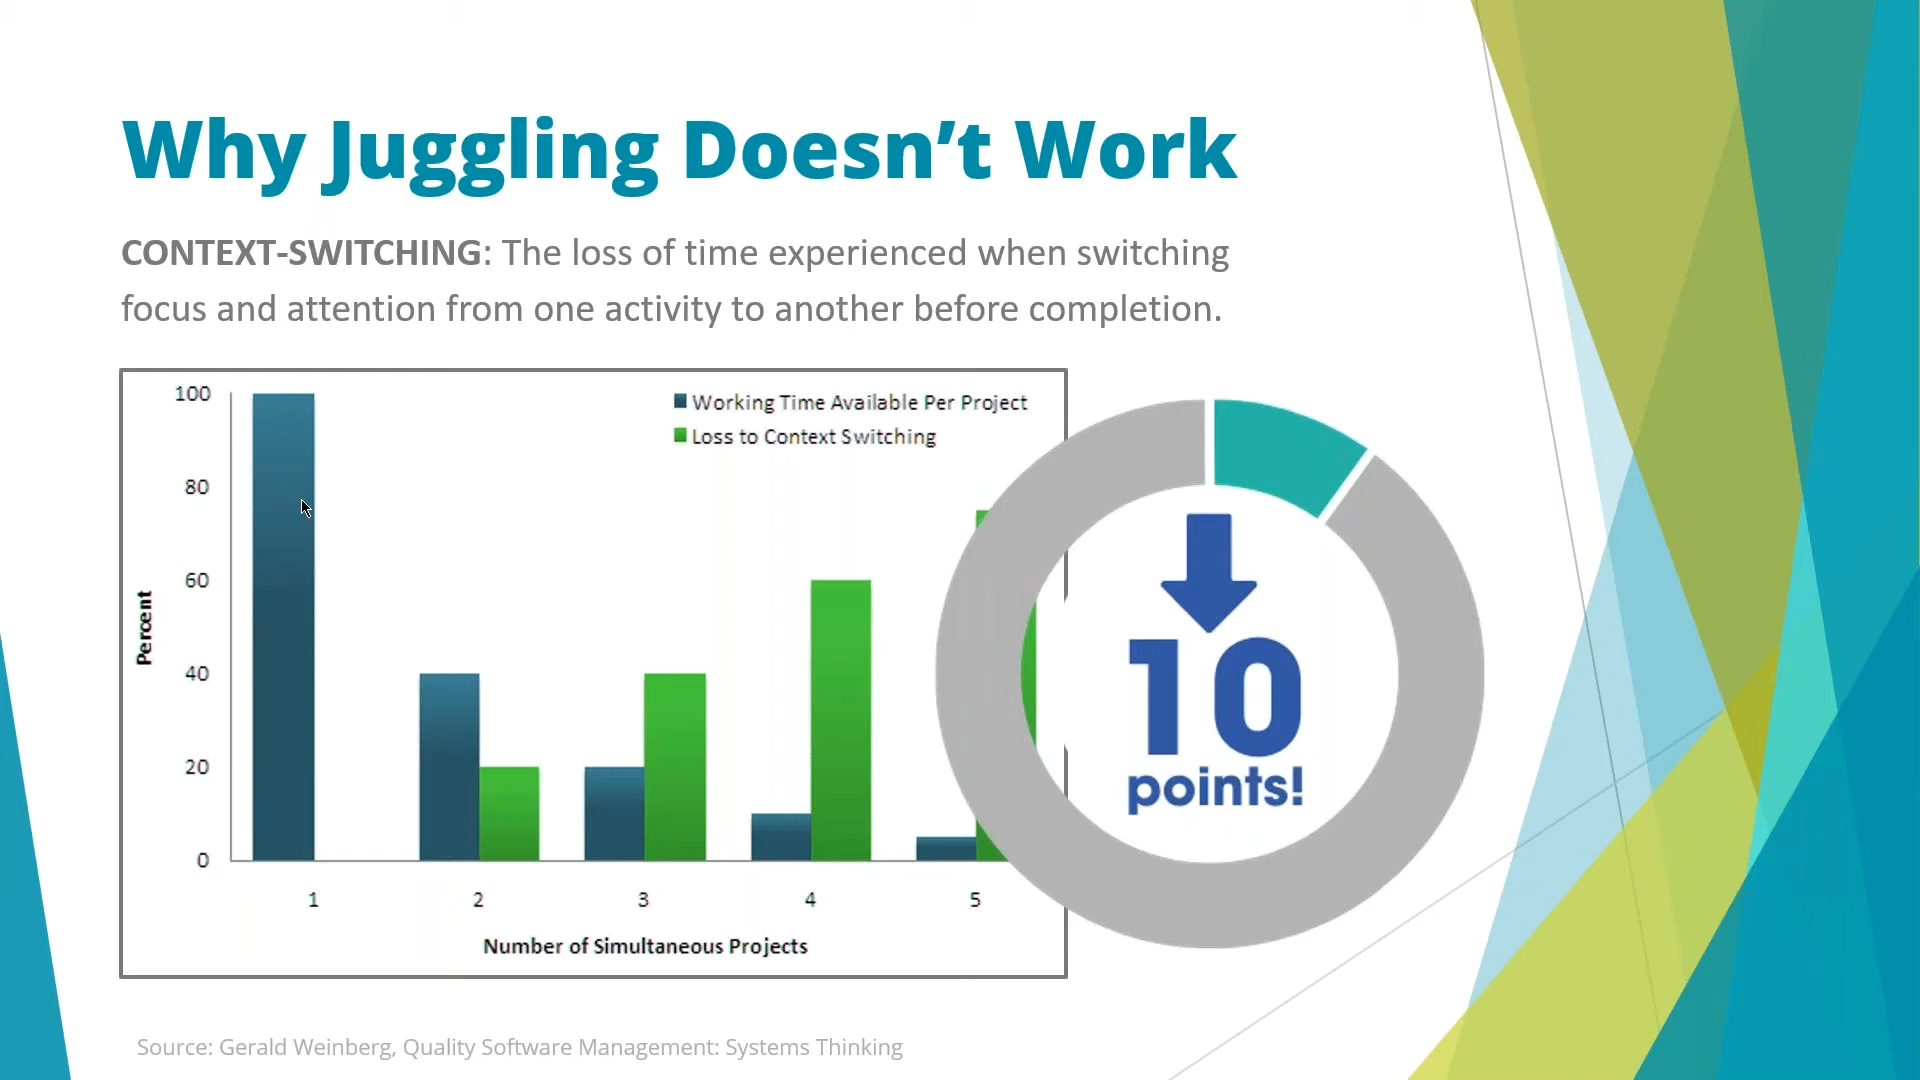 Why Juggling Doesn’t Work
CONTEXT-SWITCHING: The loss of time experienced when switching
focus and attention from one activity to another before completion.
100
80
60
40
20
0
Percent
Working Time Available Per Project
Loss to Context Switching
1
2
3
4
5
Number of Simultaneous Projects
10
points!
Source: Gerald Weinberg, Quality Software Management: Systems Thinking